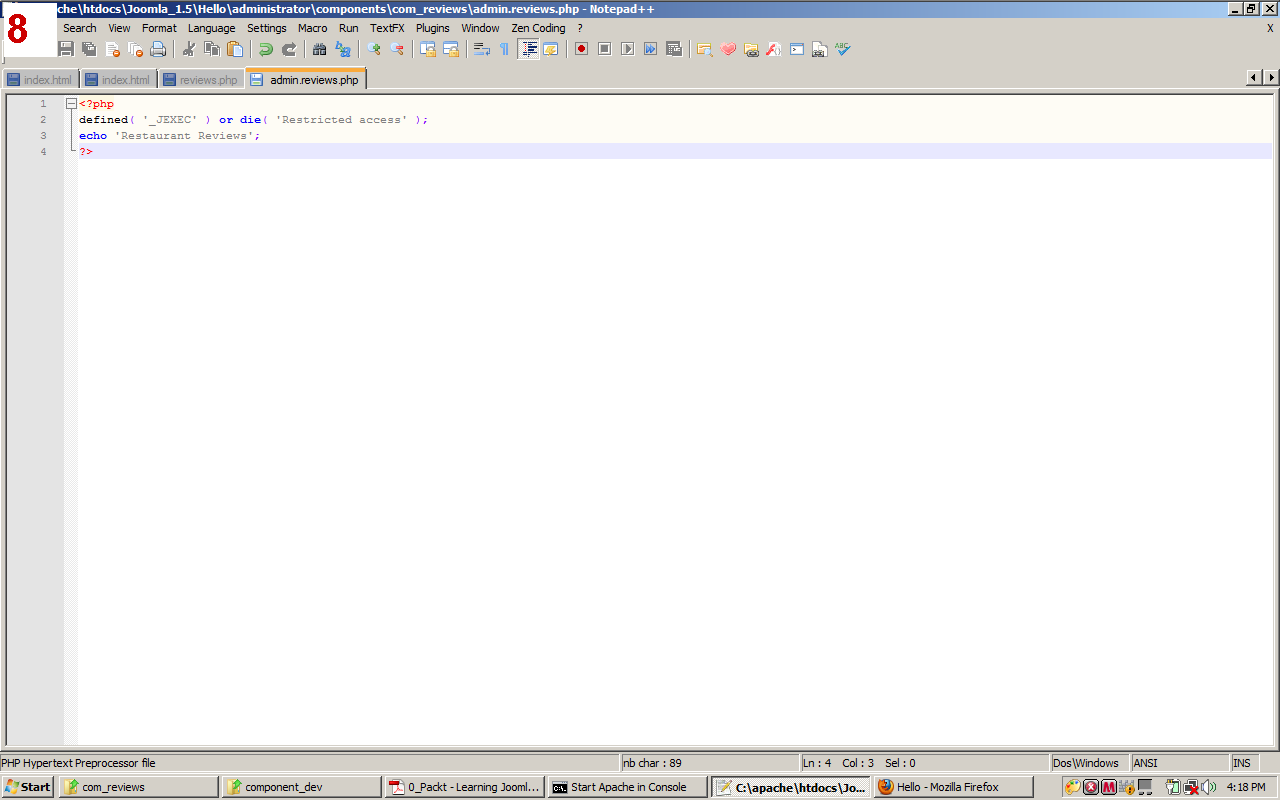 8
ache\htdocs\Joomla_1.5\Hello\administrator\components\com_reviews\admin.reviews.php - Notepad++
Search View Format Language Settings Macro Run TextFX Plugins Window Zen Coding ? X
index.html index.html reviews.php admin.reviews.php
1 <?php
2 defined( '_JEXEC' ) or die( 'Restricted access' );
3 echo 'Restaurant Reviews';
4 ?>
PHP Hypertext Preprocessor file nb char : 89 Ln : 4 Col : 3 Sel : 0 Dos\Windows ANSI INS
Start com_reviews component_dev 0_Packt - Learning Jooml... Start Apache in Console C:\apache\htdocs\Jo... Hello - Mozilla Firefox 4:18 PM